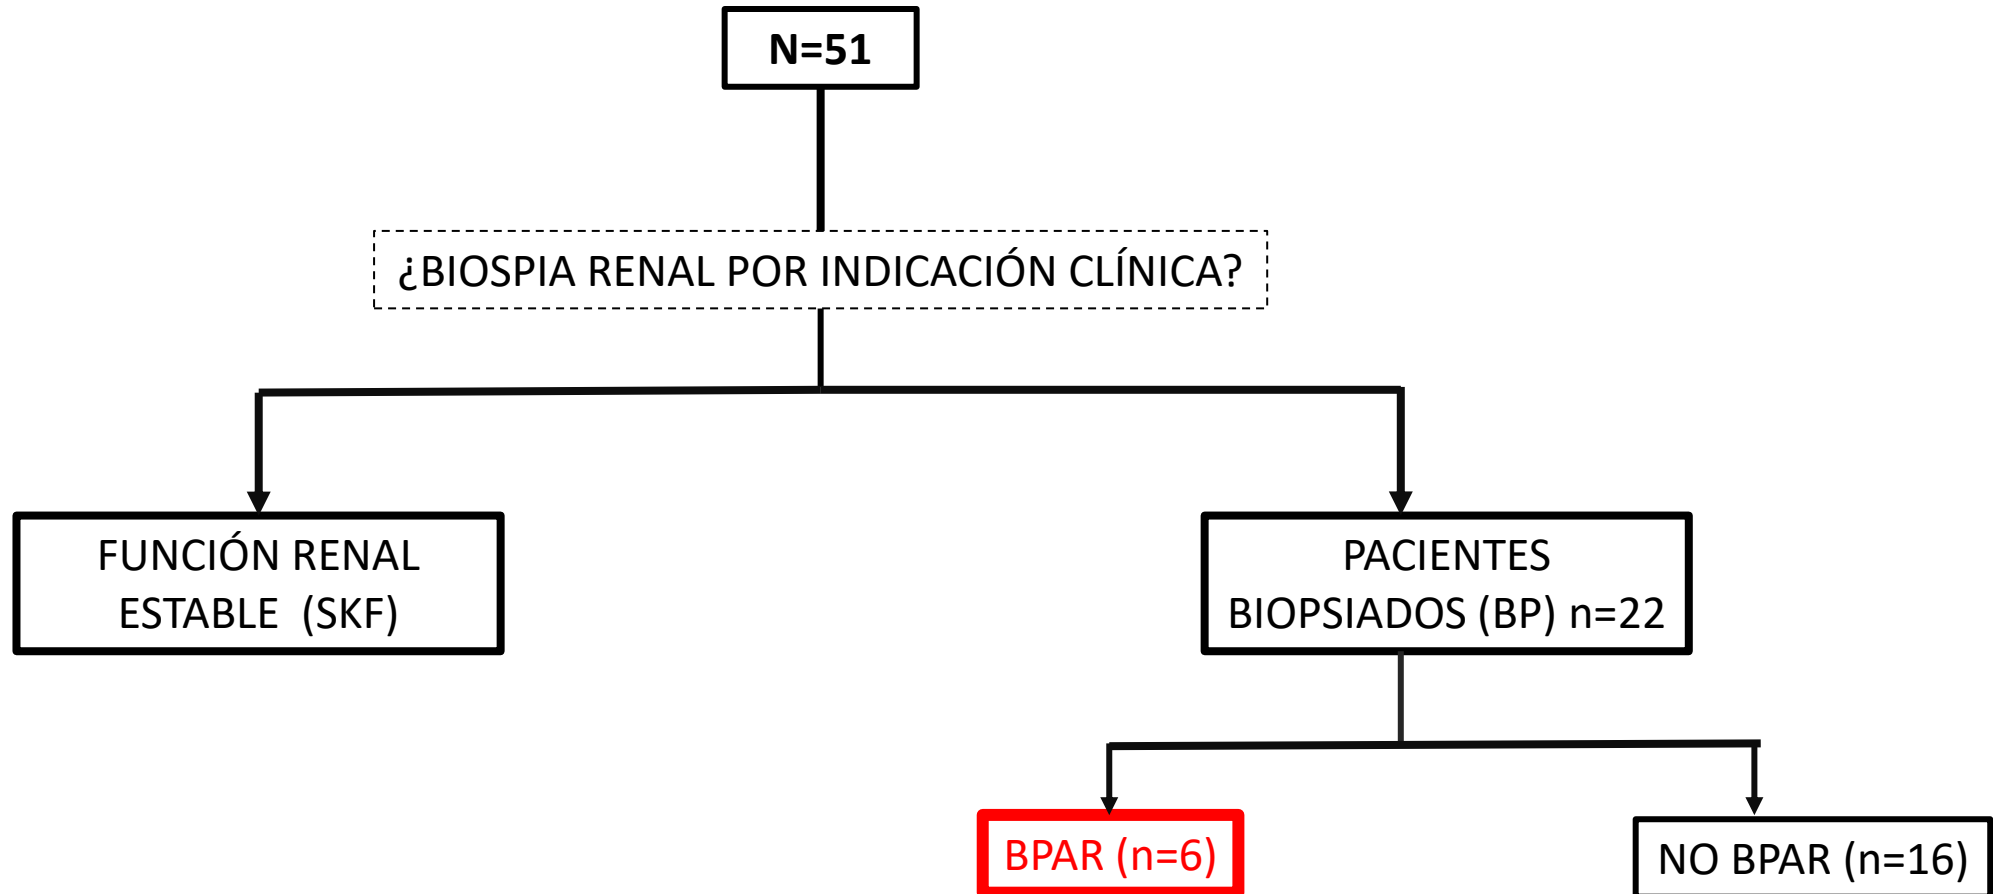 N=51
¿BIOSPIA RENAL POR INDICACIÓN CLÍNICA?
FUNCIÓN RENAL
ESTABLE (SKF)
PACIENTES
BIOPSIADOS (BP) n=22
BPAR (n=6)
NO BPAR (n=16)